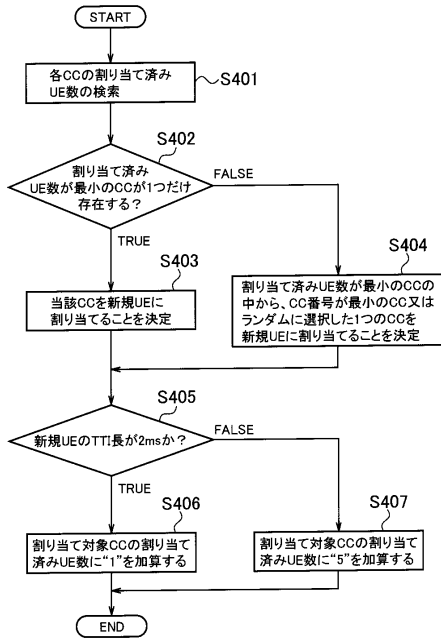 START
各CCの割り当て済み
UE数の検索
S401
S402
割り当て済み
UE数が最小のCCが1つだけ
存在する？
FALSE
TRUE
S403
当該CCを新規UEに
割り当てることを決定
S404
割り当て済みUE数が最小のCCの
中から、CC番号が最小のCC又は
ランダムに選択した1つのCCを
新規UEに割り当てることを決定
S405
新規UEのTTI長が2msか？
FALSE
TRUE
S406
割り当て対象CCの割り当て
済みUE数に“1”を加算する
S407
割り当て対象CCの割り当て
済みUE数に“5”を加算する
END